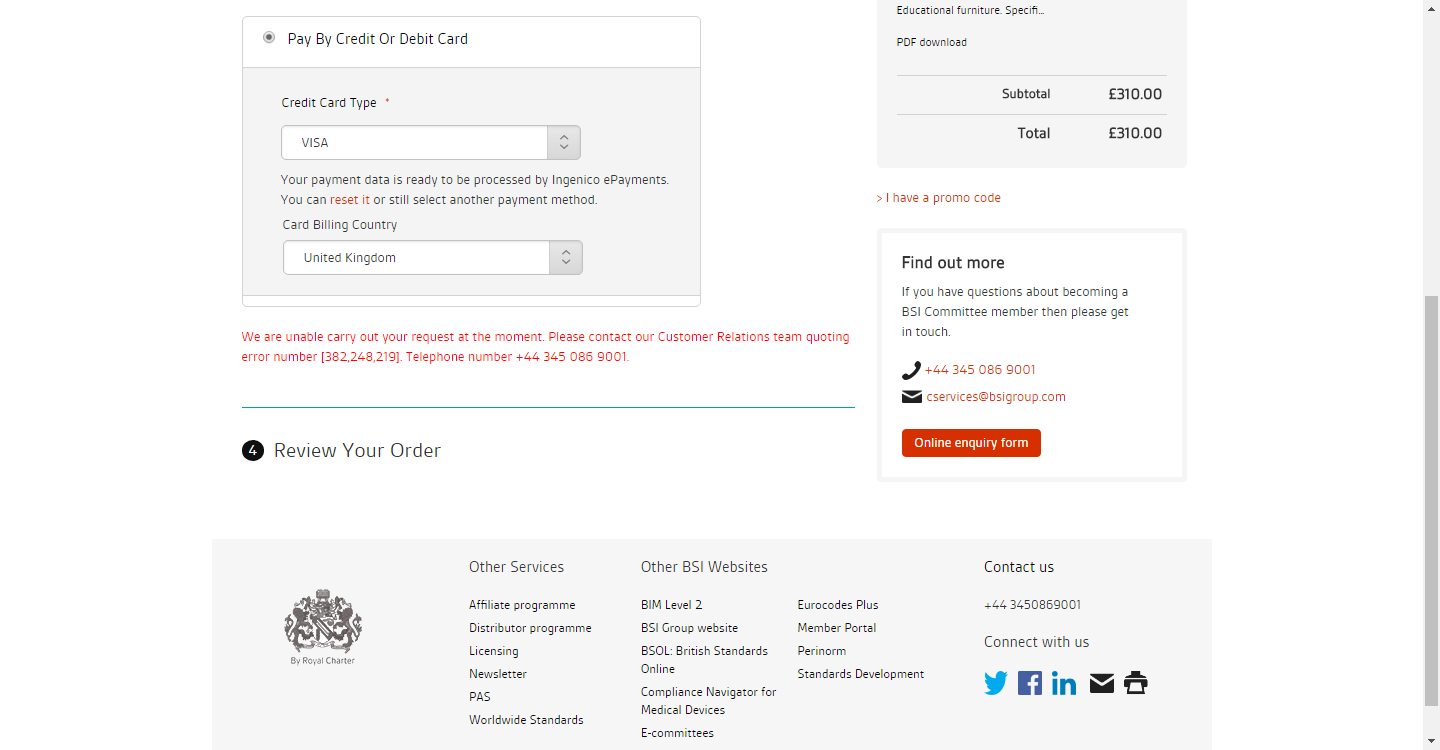 Pay By Credit Or Debit Card
Credit Card Type *
VISA
Your payment data is ready to be processed by Ingenico ePayments.
You can reset it or still select another payment method.
Card Billing Country
United Kingdom
We are unable carry out your request at the moment. Please contact our Customer Relations team quoting
error number [382,248,219]. Telephone number +44 345 086 9001.
4 Review Your Order
Educational furniture. Specifi...
PDF download
Subtotal £310.00
Total £310.00
> I have a promo code
Find out more
If you have questions about becoming a
BSI Committee member then please get
in touch.
+44 345 086 9001
cservices@bsigroup.com
Online enquiry form
By Royal Charter
Other Services
Affiliate programme
Distributor programme
Licensing
Newsletter
PAS
Worldwide Standards
Other BSI Websites
BIM Level 2
BSI Group website
BSOL: British Standards
Online
Compliance Navigator for
Medical Devices
E-committees
Eurocodes Plus
Member Portal
Perinorm
Standards Development
Contact us
+44 3450869001
Connect with us